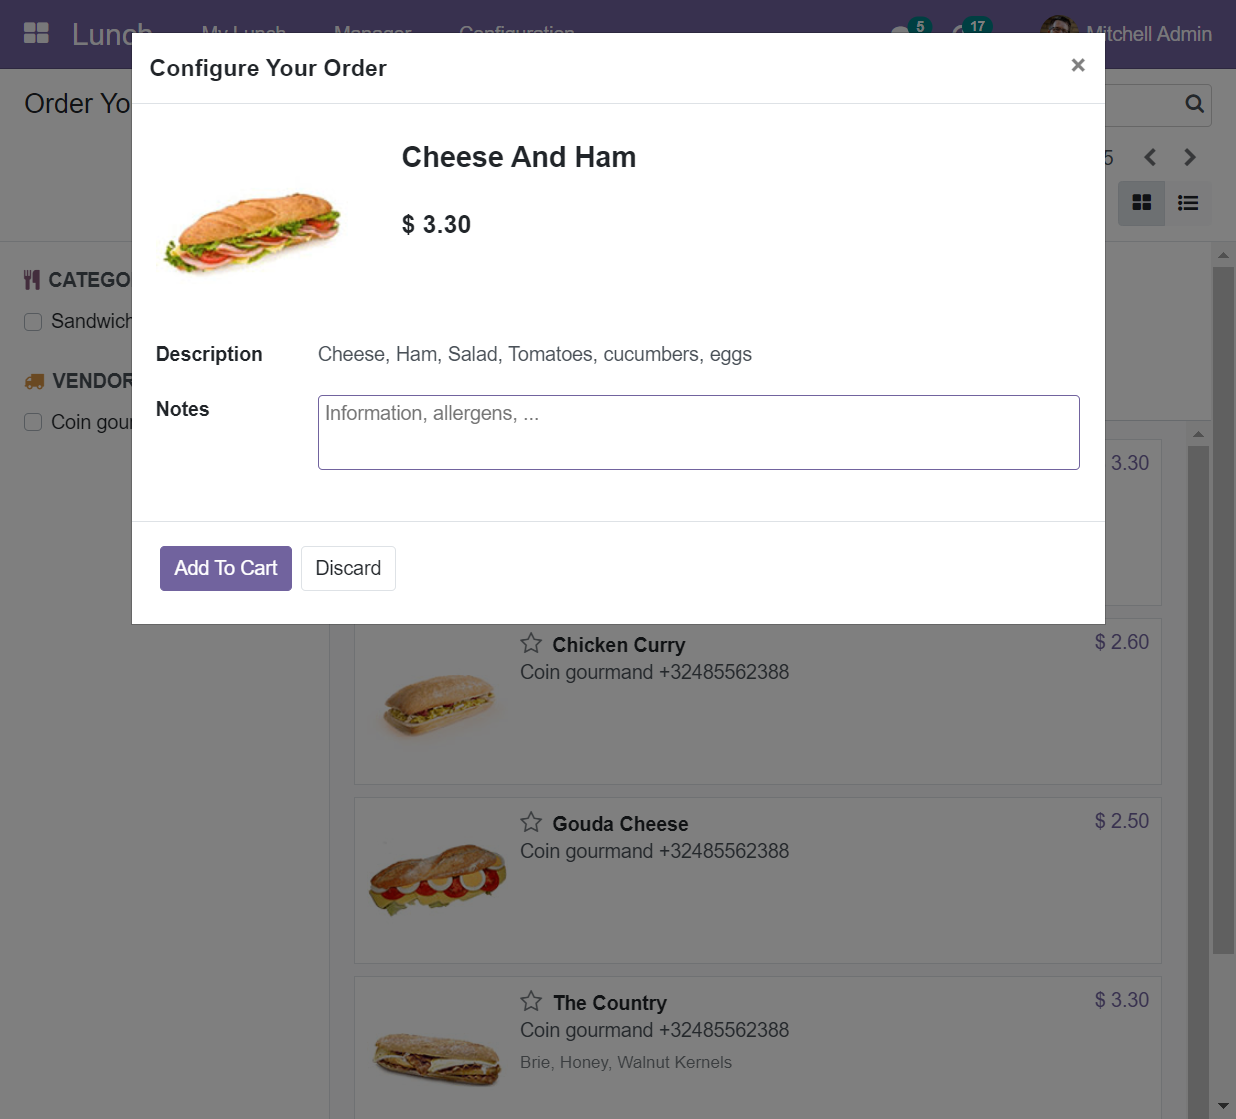 Lunch My Lunch Manager Configuration 5 17 Mitchell Admin
Configure Your Order ×
Order Yo
5
Cheese And Ham
$ 3.30
CATEGO
Sandwich
VENDOR
Coin gour
Description Cheese, Ham, Salad, Tomatoes, cucumbers, eggs
Notes Information, allergens, ...
3.30
Add To Cart Discard
Chicken Curry $ 2.60
Coin gourmand +32485562388
Gouda Cheese $ 2.50
Coin gourmand +32485562388
The Country $ 3.30
Coin gourmand +32485562388
Brie, Honey, Walnut Kernels